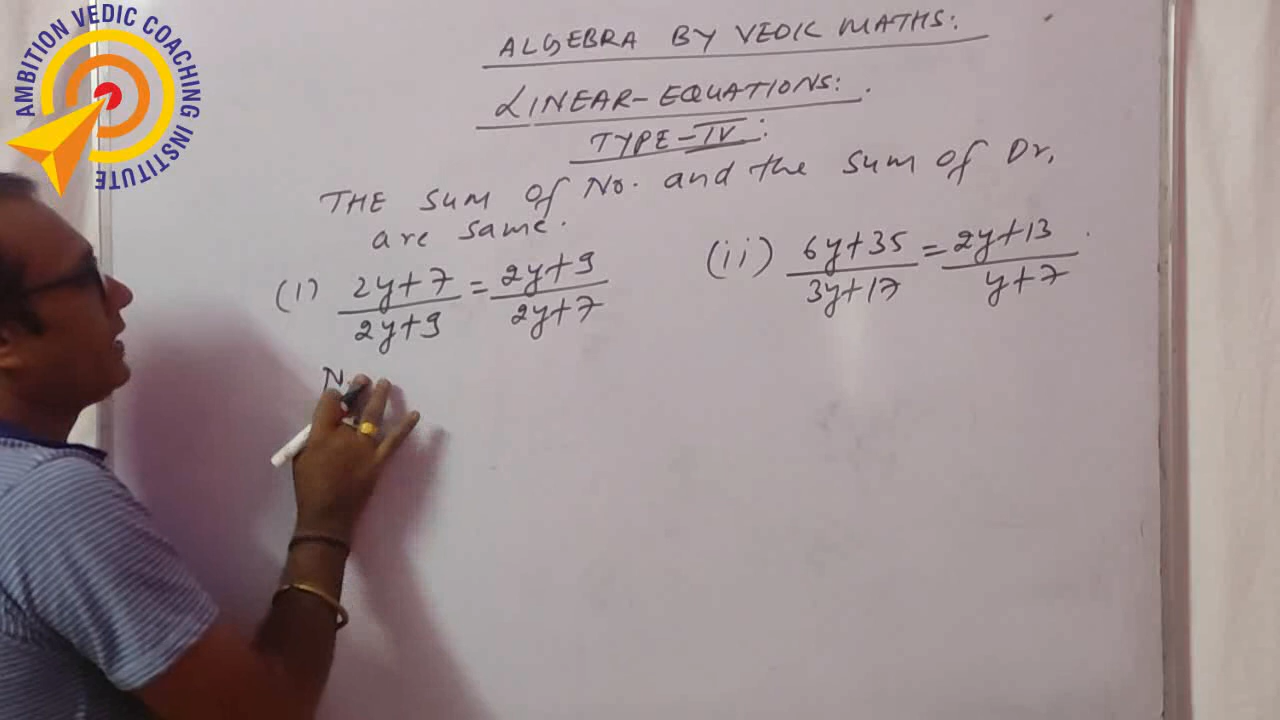 AMBITION VEDIC COACHING INSTITUTE
ALGEBRA BY VEDIC MATHS:
LINEAR-EQUATIONS:
TYPE-IV:
THE sum of No. and the sum of Dr.
are same.
(1) 2y+7/2y+9 = 2y+9/2y+7
(ii) 6y+35/3y+17 = 2y+13/y+7
N